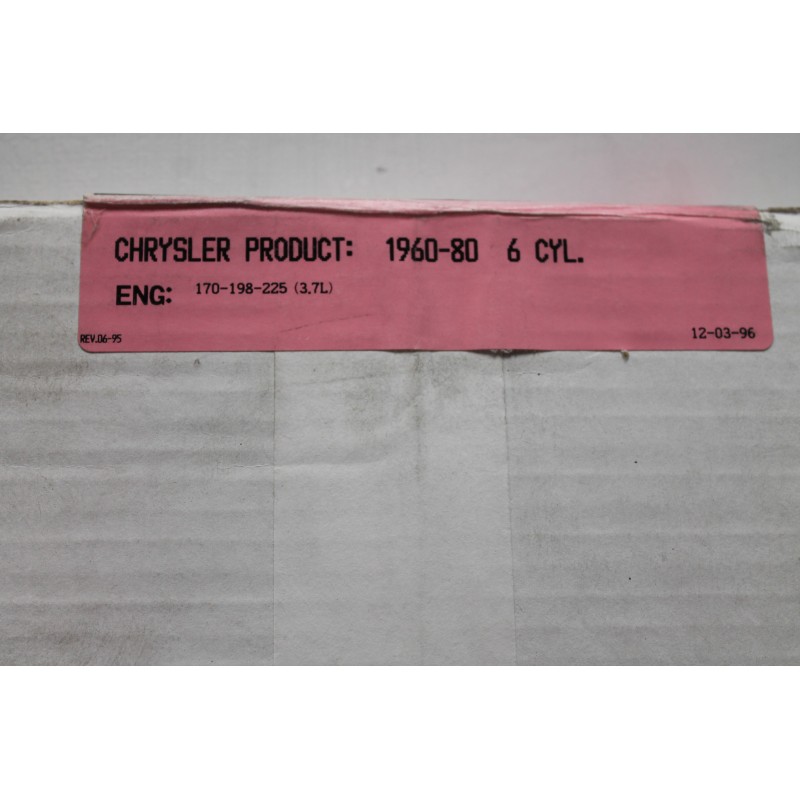 CHRYSLER PRODUCT: 1960-80 6 CYL.
ENG: 170-198-225 (3.7L)
REV.06-95 12-03-96